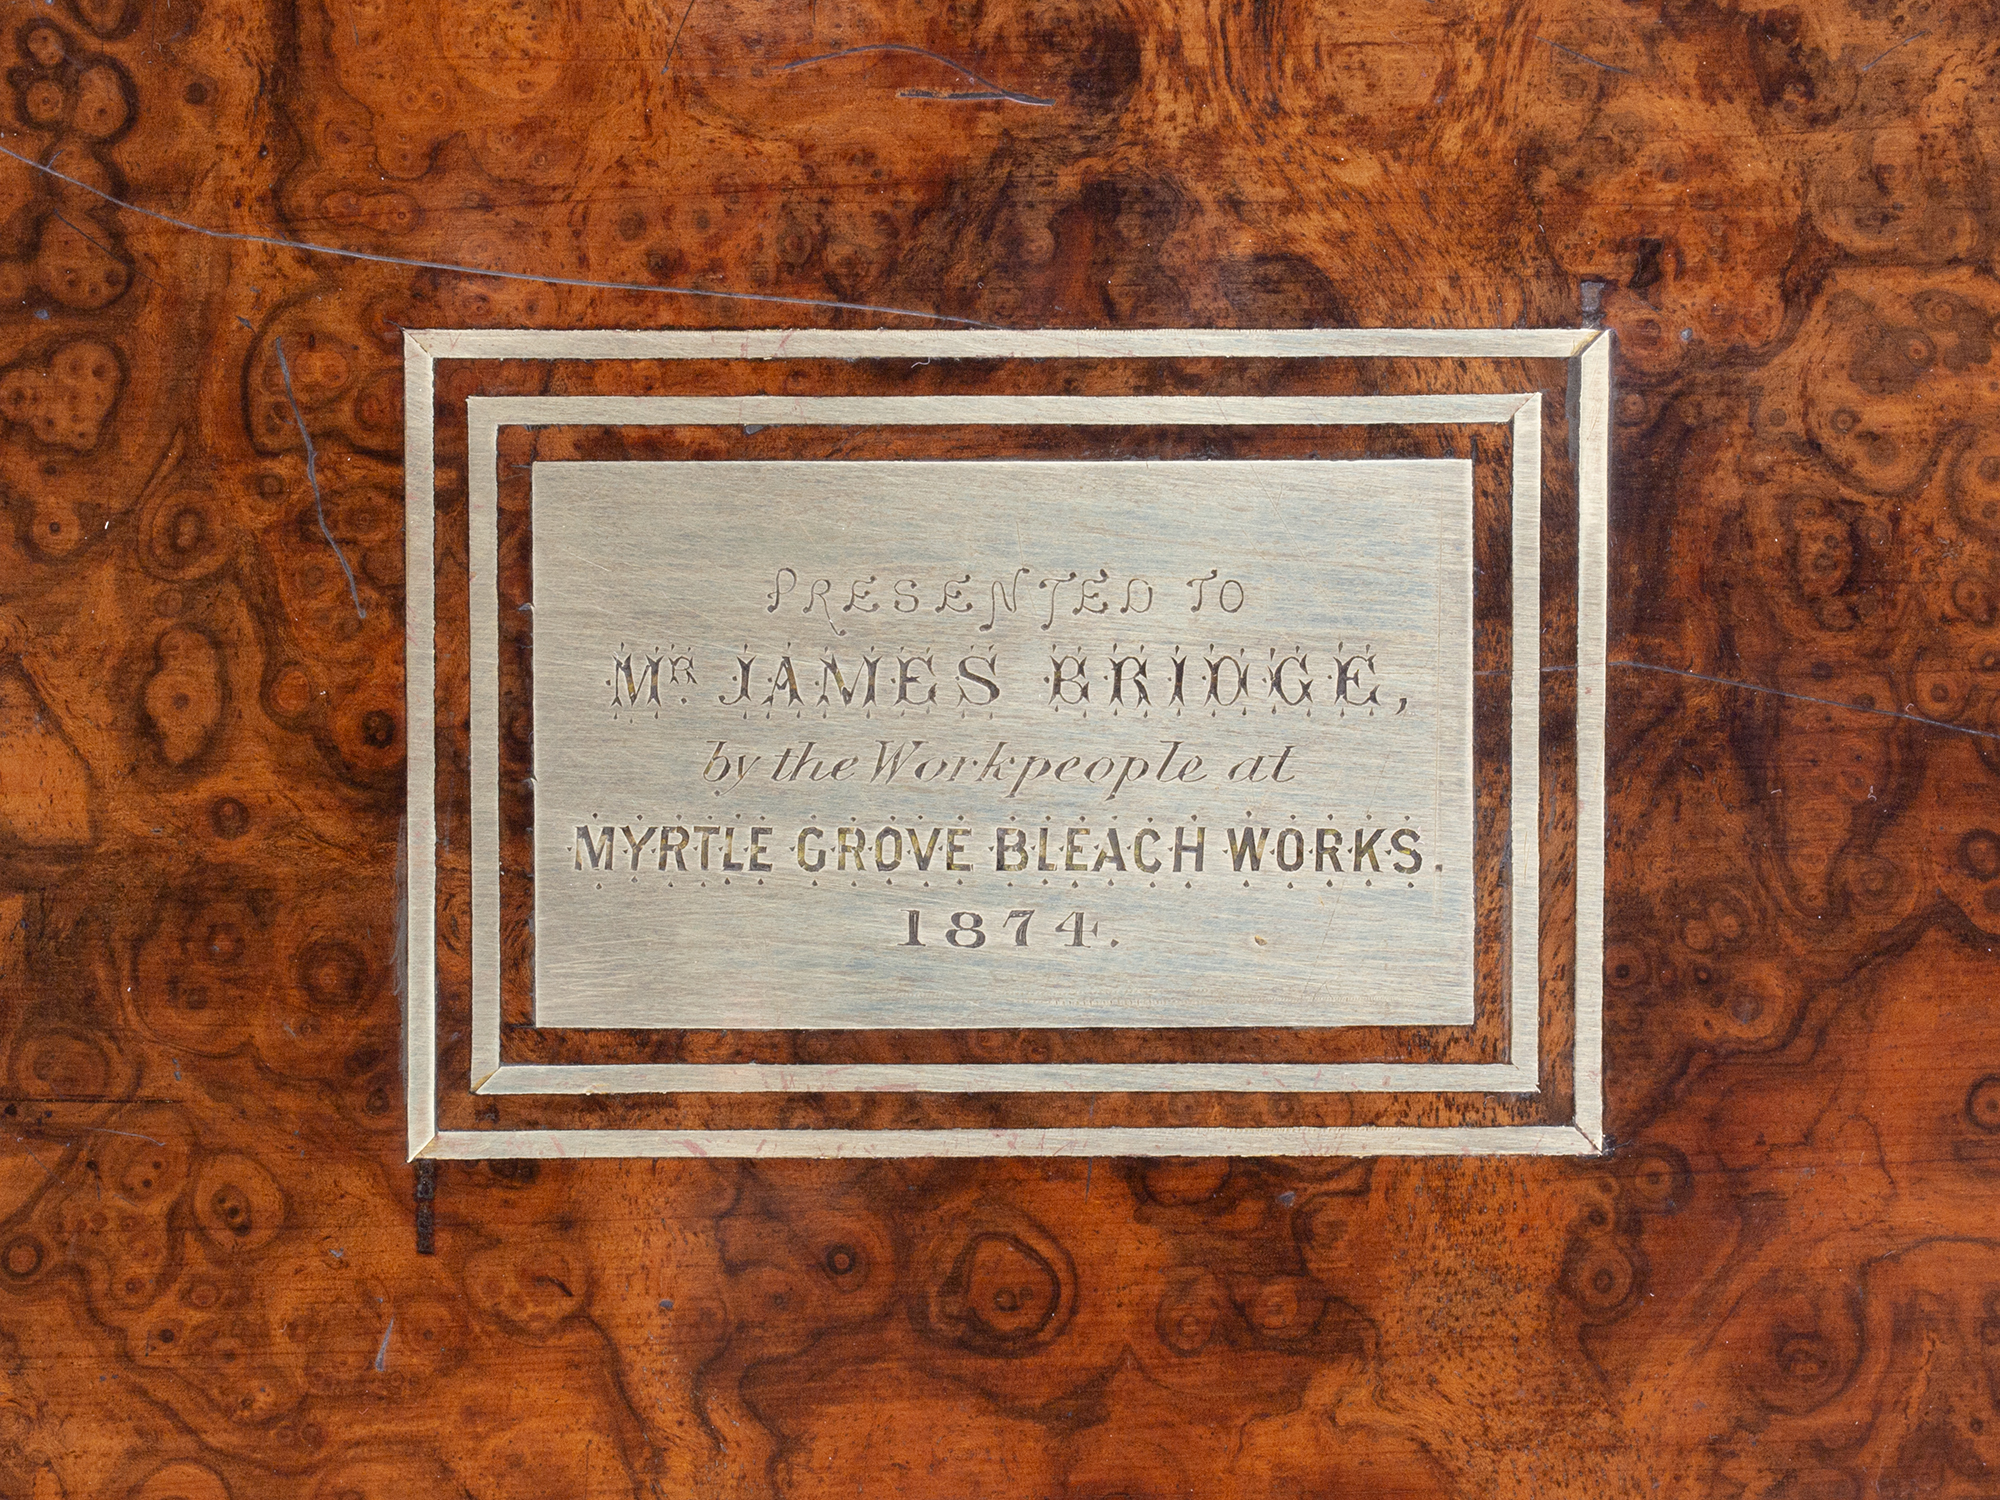 PRESENTED TO
MR. JAMES BRIDGE,
by the Workpeople at
MYRTLE GROVE BLEACH WORKS.
1874.